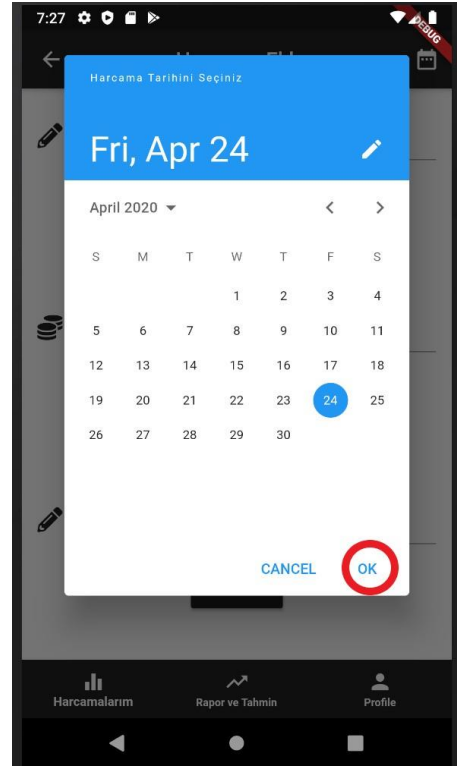 7:27
DEBUG
Harcama Tarihini Seçiniz
Fri, Apr 24
April 2020
S M T W T F S
1 2 3 4
5 6 7 8 9 10 11
12 13 14 15 16 17 18
19 20 21 22 23 24 25
26 27 28 29 30
CANCEL OK
Harcamalarım Rapor ve Tahmin Profile